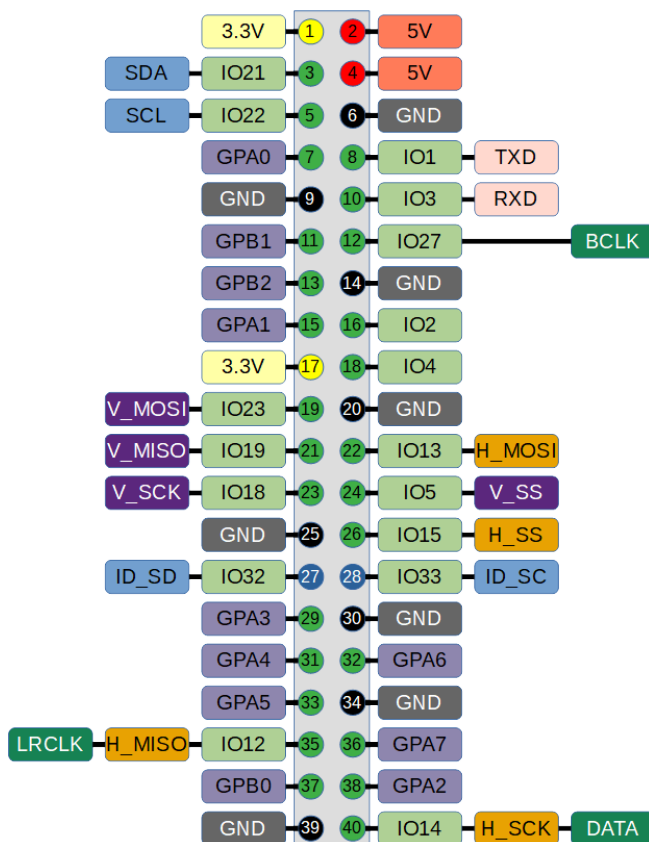 3.3V 1 2 5V
SDA IO21 3 4 5V
SCL IO22 5 6 GND
GPA0 7 8 IO1 TXD
GND 9 10 IO3 RXD
GPB1 11 12 IO27 BCLK
GPB2 13 14 GND
GPA1 15 16 IO2
3.3V 17 18 IO4
V_MOSI IO23 19 20 GND
V_MISO IO19 21 22 IO13 H_MOSI
V_SCK IO18 23 24 IO5 V_SS
GND 25 26 IO15 H_SS
ID_SD IO32 27 28 IO33 ID_SC
GPA3 29 30 GND
GPA4 31 32 GPA6
GPA5 33 34 GND
LRCLK H_MISO IO12 35 36 GPA7
GPB0 37 38 GPA2
GND 39 40 IO14 H_SCK DATA